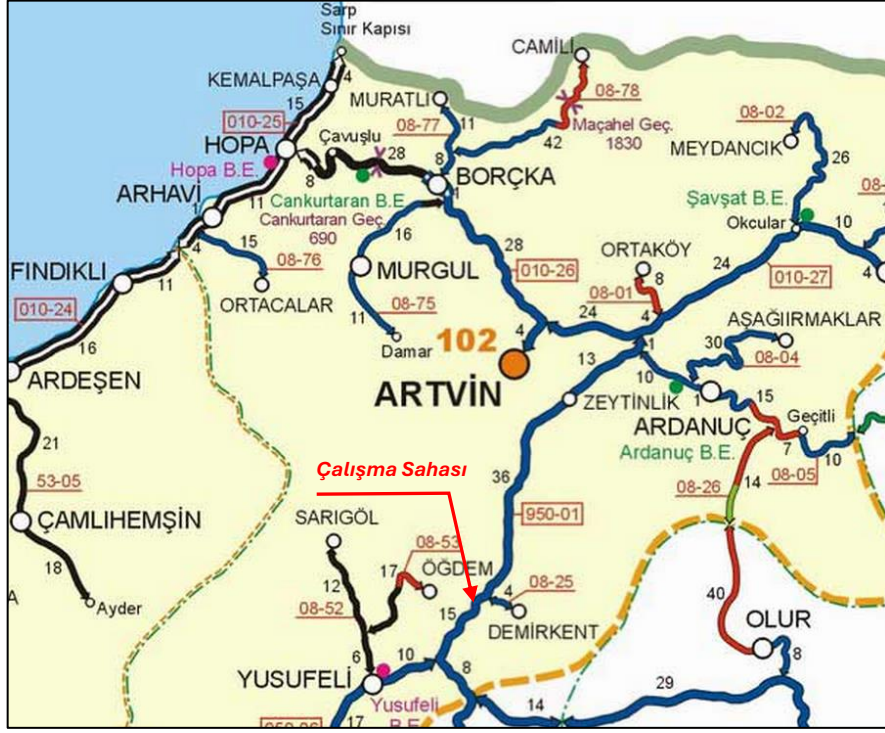 Sarp
Sınır Kapısı
CAMİLİ
KEMALPAŞA
4
08-78
15
MURATLI
08-02
010-25
11
Maçahel Geç.
1830
HOPA
Çavuşlu
08-77
42
MEYDANCIK
Hopa B.E.
28
8
26
8
BORÇKA
ARHAVİ
11
Cankurtaran B.E
1
Şavşat B.E.
1
Cankurtaran Geç.
690
Okcular
10
4
15
16
28
ORTAKÖY
08-76
24
FINDIKLI
11
MURGUL
010-26
8
010-27
4
ORTACALAR
08-01
010-24
08-75
24
4
AŞAĞIIRMAKLAR
11
4
1
30
16
Damar
102
13
08-04
10
ARDEŞEN
ARTVİN
ZEYTİNLİK
1
15
ARDANUÇ
Geçitli
21
7
Ardanuç B.E.
10
Çalışma Sahası
36
08-05
53-05
08-26
14
ÇAMLIHEMŞİN
SARIGÖL
950-01
08-53
18
17
ÖĞDEM
12
08-25
40
Ayder
08-52
4
15
OLUR
DEMİRKENT
6
10
8
8
YUSUFELİ
29
Yusufeli
B.E.
14
17